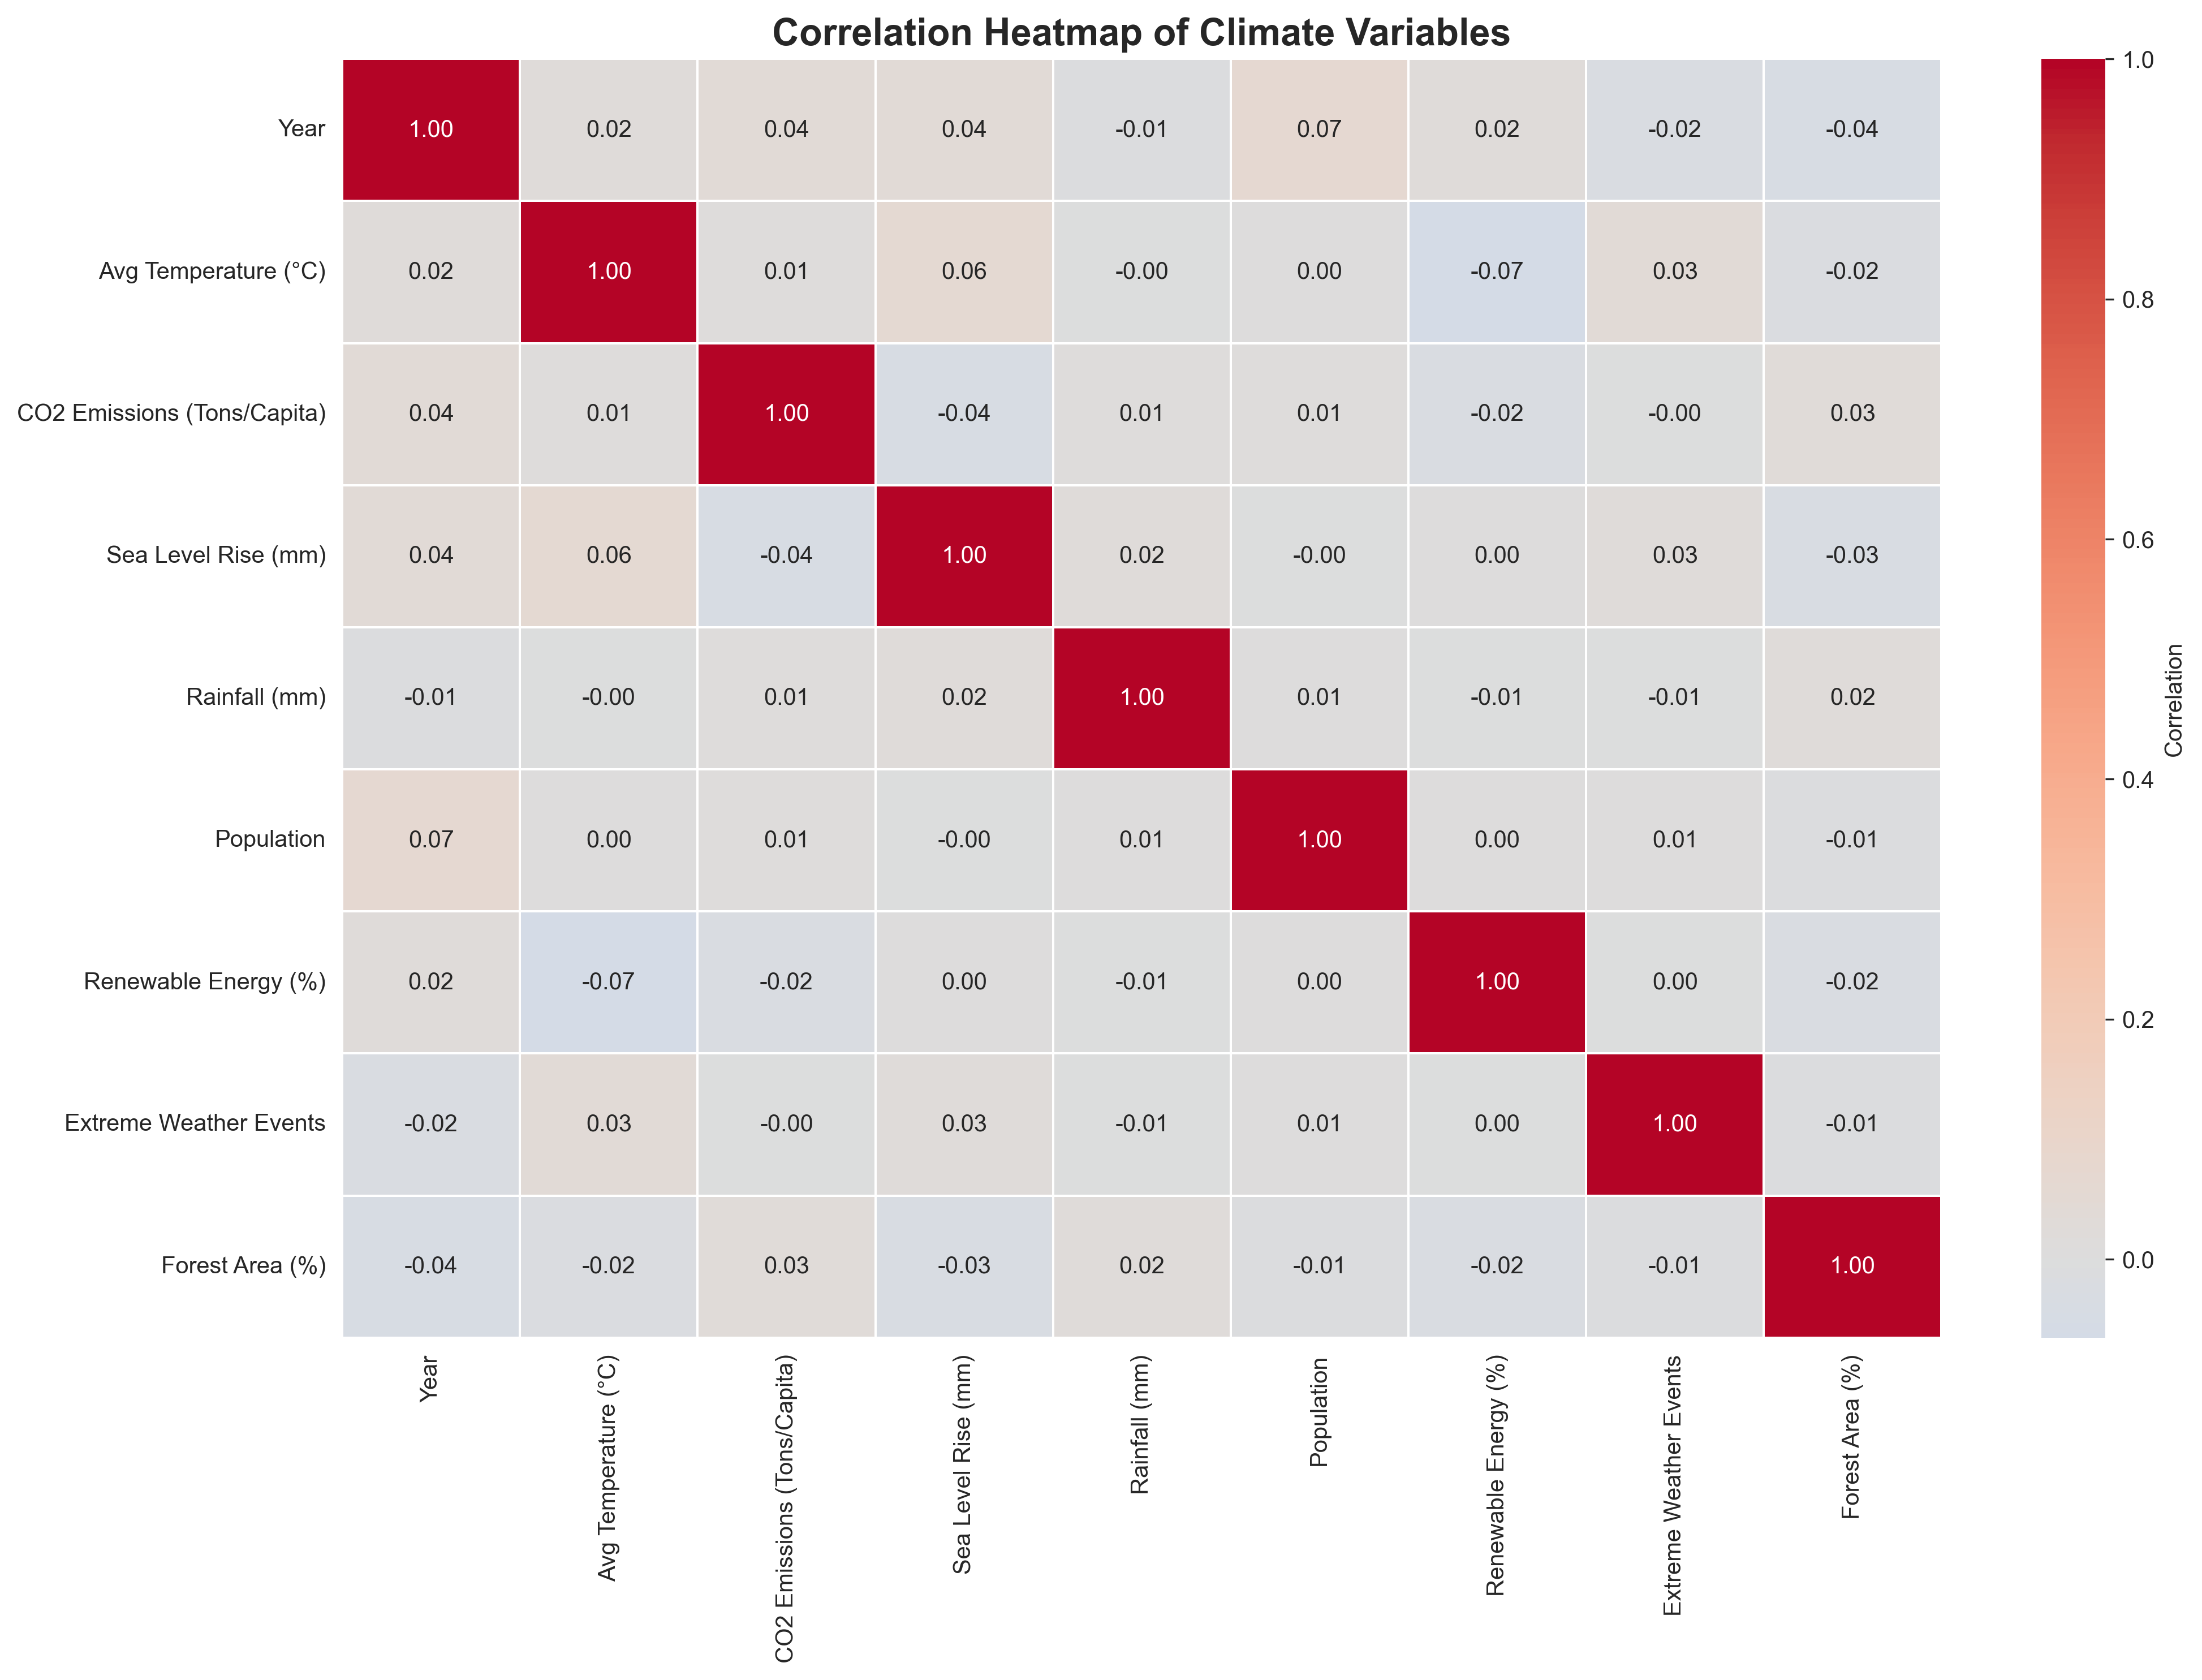 Correlation Heatmap of Climate Variables
Year 1.00 0.02 0.04 0.04 -0.01 0.07 0.02 -0.02 -0.04
Avg Temperature (°C) 0.02 1.00 0.01 0.06 -0.00 0.00 -0.07 0.03 -0.02
CO2 Emissions (Tons/Capita) 0.04 0.01 1.00 -0.04 0.01 0.01 -0.02 -0.00 0.03
Sea Level Rise (mm) 0.04 0.06 -0.04 1.00 0.02 -0.00 0.00 0.03 -0.03
Rainfall (mm) -0.01 -0.00 0.01 0.02 1.00 0.01 -0.01 -0.01 0.02
Population 0.07 0.00 0.01 -0.00 0.01 1.00 0.00 0.01 -0.01
Renewable Energy (%) 0.02 -0.07 -0.02 0.00 -0.01 0.00 1.00 0.00 -0.02
Extreme Weather Events -0.02 0.03 -0.00 0.03 -0.01 0.01 0.00 1.00 -0.01
Forest Area (%) -0.04 -0.02 0.03 -0.03 0.02 -0.01 -0.02 -0.01 1.00
Year
Avg Temperature (°C)
CO2 Emissions (Tons/Capita)
Sea Level Rise (mm)
Rainfall (mm)
Population
Renewable Energy (%)
Extreme Weather Events
Forest Area (%)
1.0
0.8
0.6
0.4
0.2
0.0
Correlation